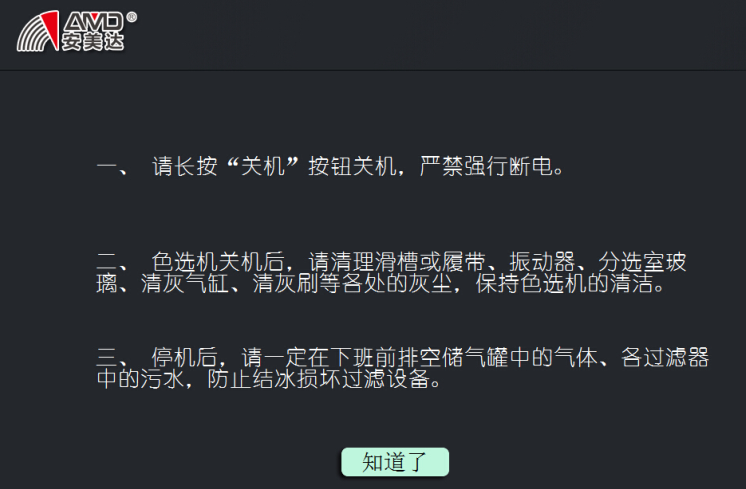 AMD®
安美达
一、 请长按“关机”按钮关机，严禁强行断电。
二、 色选机关机后，请清理滑槽或履带、振动器、分选室玻
璃、清灰气缸、清灰刷等各处的灰尘，保持色选机的清洁。
三、 停机后，请一定在下班前排空储气罐中的气体、各过滤器
中的污水，防止结冰损坏过滤设备。
知道了